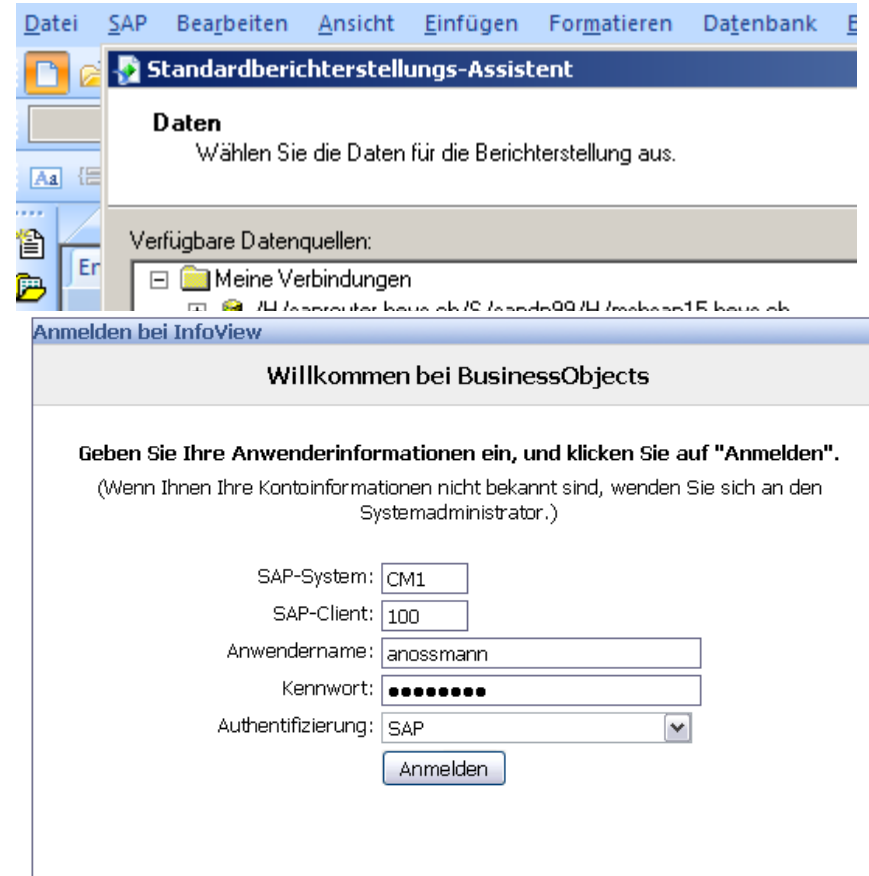 Datei SAP Bearbeiten Ansicht Einfügen Formatieren Datenbank E
Standardberichterstellungs-Assistent
Daten
Wählen Sie die Daten für die Berichterstellung aus.
Aa
Verfügbare Datenquellen:
Er
Meine Verbindungen
Anmelden bei InfoView
Willkommen bei BusinessObjects
Geben Sie Ihre Anwenderinformationen ein, und klicken Sie auf "Anmelden".
(Wenn Ihnen Ihre Kontoinformationen nicht bekannt sind, wenden Sie sich an den
Systemadministrator.)
SAP-System: CM1
SAP-Client: 100
Anwendername: anossmann
Kennwort: ●●●●●●●●
Authentifizierung: SAP
Anmelden